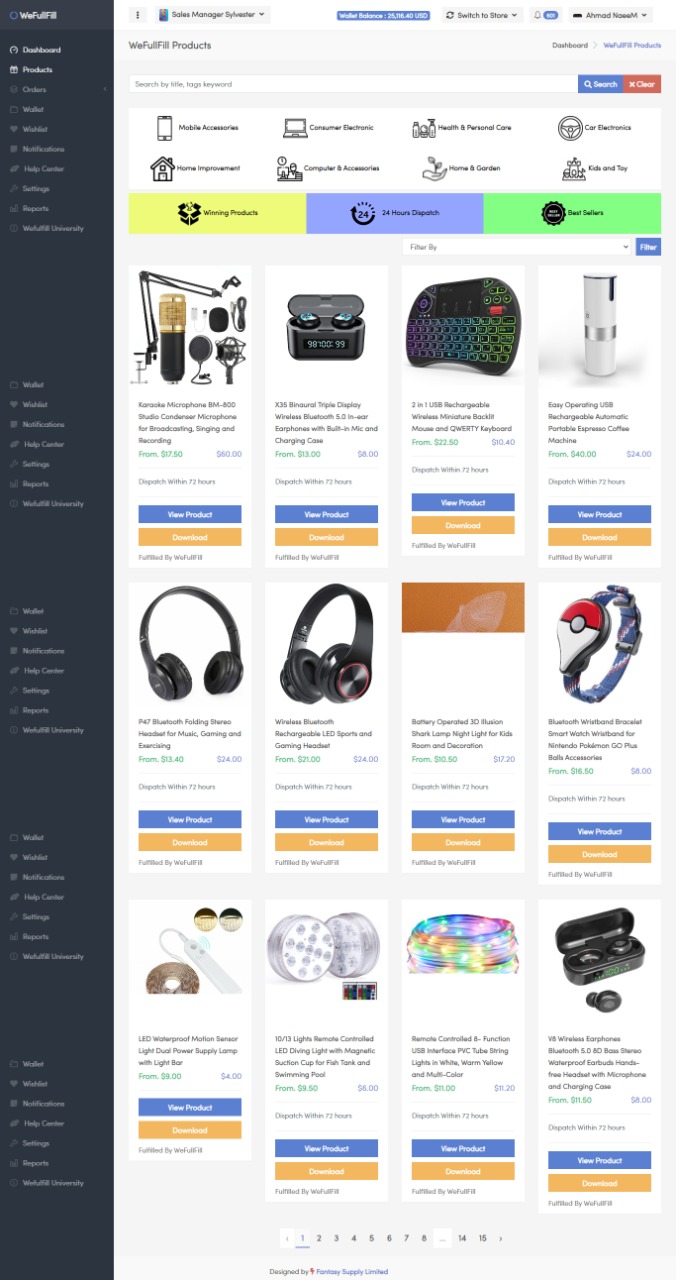 WeFullFill
Sales Manager Sylvester
Wallet Balance : 25,116.40 USD
Switch to Store
Ahmad NaeeM
Dashboard
Products
Orders
Wallet
Wishlist
Notifications
Help Center
Settings
Reports
Wefulfill University
Wallet
Wishlist
Notifications
Help Center
Settings
Reports
Wefulfill University
Wallet
Wishlist
Notifications
Help Center
Settings
Reports
Wefulfill University
Wallet
Wishlist
Notifications
Help Center
Settings
Reports
Wefulfill University
Wallet
Wishlist
Notifications
Help Center
Settings
Reports
Wefulfill University
WeFullFill Products
Dashboard > WeFullFill Products
Search by title, tags keyword
Search
Clear
Mobile Accessories
Consumer Electronic
Health & Personal Care
Car Electronics
Home Improvement
Computer & Accessories
Home & Garden
Kids and Toy
Winning Products
24
24 Hours Dispatch
BEST SELLER
Best Sellers
Filter By
Filter
Karaoke Microphone BM-800
Studio Condenser Microphone
for Broadcasting, Singing and
Recording
From. $17.50 $60.00
Dispatch Within 72 hours
View Product
Download
Fulfilled By WeFullFill
X35 Binaural Triple Display
Wireless Bluetooth 5.0 In-ear
Earphones with Built-in Mic and
Charging Case
From. $13.00 $8.00
Dispatch Within 72 hours
View Product
Download
Fulfilled By WeFullFill
2 in 1 USB Rechargeable
Wireless Miniature Backlit
Mouse and QWERTY Keyboard
From. $22.50 $10.40
Dispatch Within 72 hours
View Product
Download
Fulfilled By WeFullFill
Easy Operating USB
Rechargeable Automatic
Portable Espresso Coffee
Machine
From. $40.00 $24.00
Dispatch Within 72 hours
View Product
Download
Fulfilled By WeFullFill
P47 Bluetooth Folding Stereo
Headset for Music, Gaming and
Exercising
From. $13.40 $24.00
Dispatch Within 72 hours
View Product
Download
Fulfilled By WeFullFill
Wireless Bluetooth
Rechargeable LED Sports and
Gaming Headset
From. $21.00 $24.00
Dispatch Within 72 hours
View Product
Download
Fulfilled By WeFullFill
Battery Operated 3D Illusion
Shark Lamp Night Light for Kids
Room and Decoration
From. $10.50 $17.20
Dispatch Within 72 hours
View Product
Download
Fulfilled By WeFullFill
Bluetooth Wristband Bracelet
Smart Watch Wristband for
Nintendo Pokémon GO Plus
Balls Accessories
From. $16.50 $8.00
Dispatch Within 72 hours
View Product
Download
Fulfilled By WeFullFill
LED Waterproof Motion Sensor
Light Dual Power Supply Lamp
with Light Bar
From. $9.00 $4.00
View Product
Download
Fulfilled By WeFullFill
10/13 Lights Remote Controlled
LED Diving Light with Magnetic
Suction Cup for Fish Tank and
Swimming Pool
From. $9.50 $6.00
Dispatch Within 72 hours
View Product
Download
Fulfilled By WeFullFill
Remote Controlled 8- Function
USB Interface PVC Tube String
Lights in White, Warm Yellow
and Multi-Color
From. $11.00 $11.20
Dispatch Within 72 hours
View Product
Download
Fulfilled By WeFullFill
V8 Wireless Earphones
Bluetooth 5.0 8D Bass Stereo
Waterproof Earbuds Hands-
free Headset with Microphone
and Charging Case
From. $11.50 $8.00
Dispatch Within 72 hours
View Product
Download
Fulfilled By WeFullFill
‹ 1 2 3 4 5 6 7 8 ... 14 15 ›
Designed by Fantasy Supply Limited